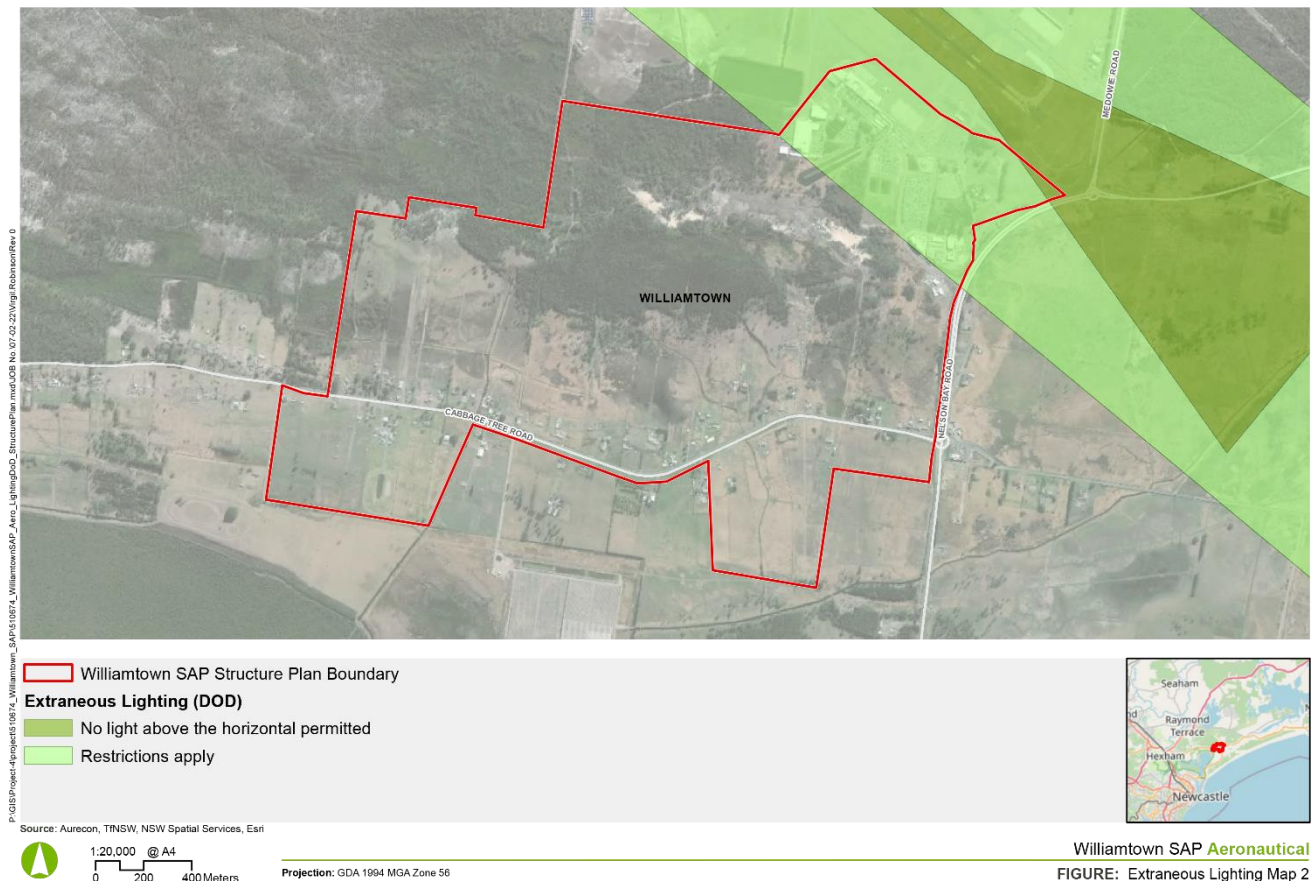 MEDOWIE ROAD
WILLIAMTOWN
NELSON BAY ROAD
CABBAGE TREE ROAD
Williamtown SAP Structure Plan Boundary
Extraneous Lighting (DOD)
No light above the horizontal permitted
Restrictions apply
Seaham
Raymond
Terrace
Hexham
Newcastle
Source: Aurecon, TfNSW, NSW Spatial Services, Esri
1:20,000 @ A4
0 200 400 Meters
Projection: GDA 1994 MGA Zone 56
Williamtown SAP Aeronautical
FIGURE: Extraneous Lighting Map 2